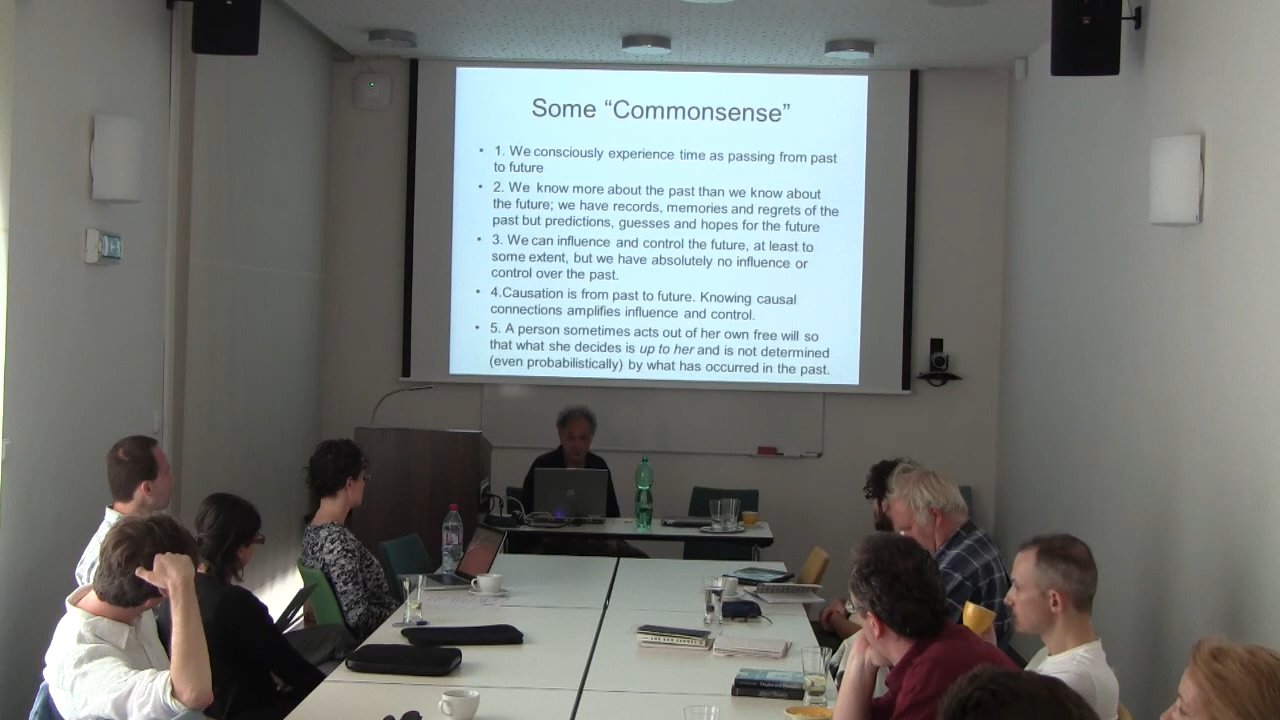 Some “Commonsense”
• 1. We consciously experience time as passing from past
to future
• 2. We know more about the past than we know about
the future; we have records, memories and regrets of the
past but predictions, guesses and hopes for the future
• 3. We can influence and control the future, at least to
some extent, but we have absolutely no influence or
control over the past.
• 4.Causation is from past to future. Knowing causal
connections amplifies influence and control.
• 5. A person sometimes acts out of her own free will so
that what she decides is up to her and is not determined
(even probabilistically) by what has occurred in the past.